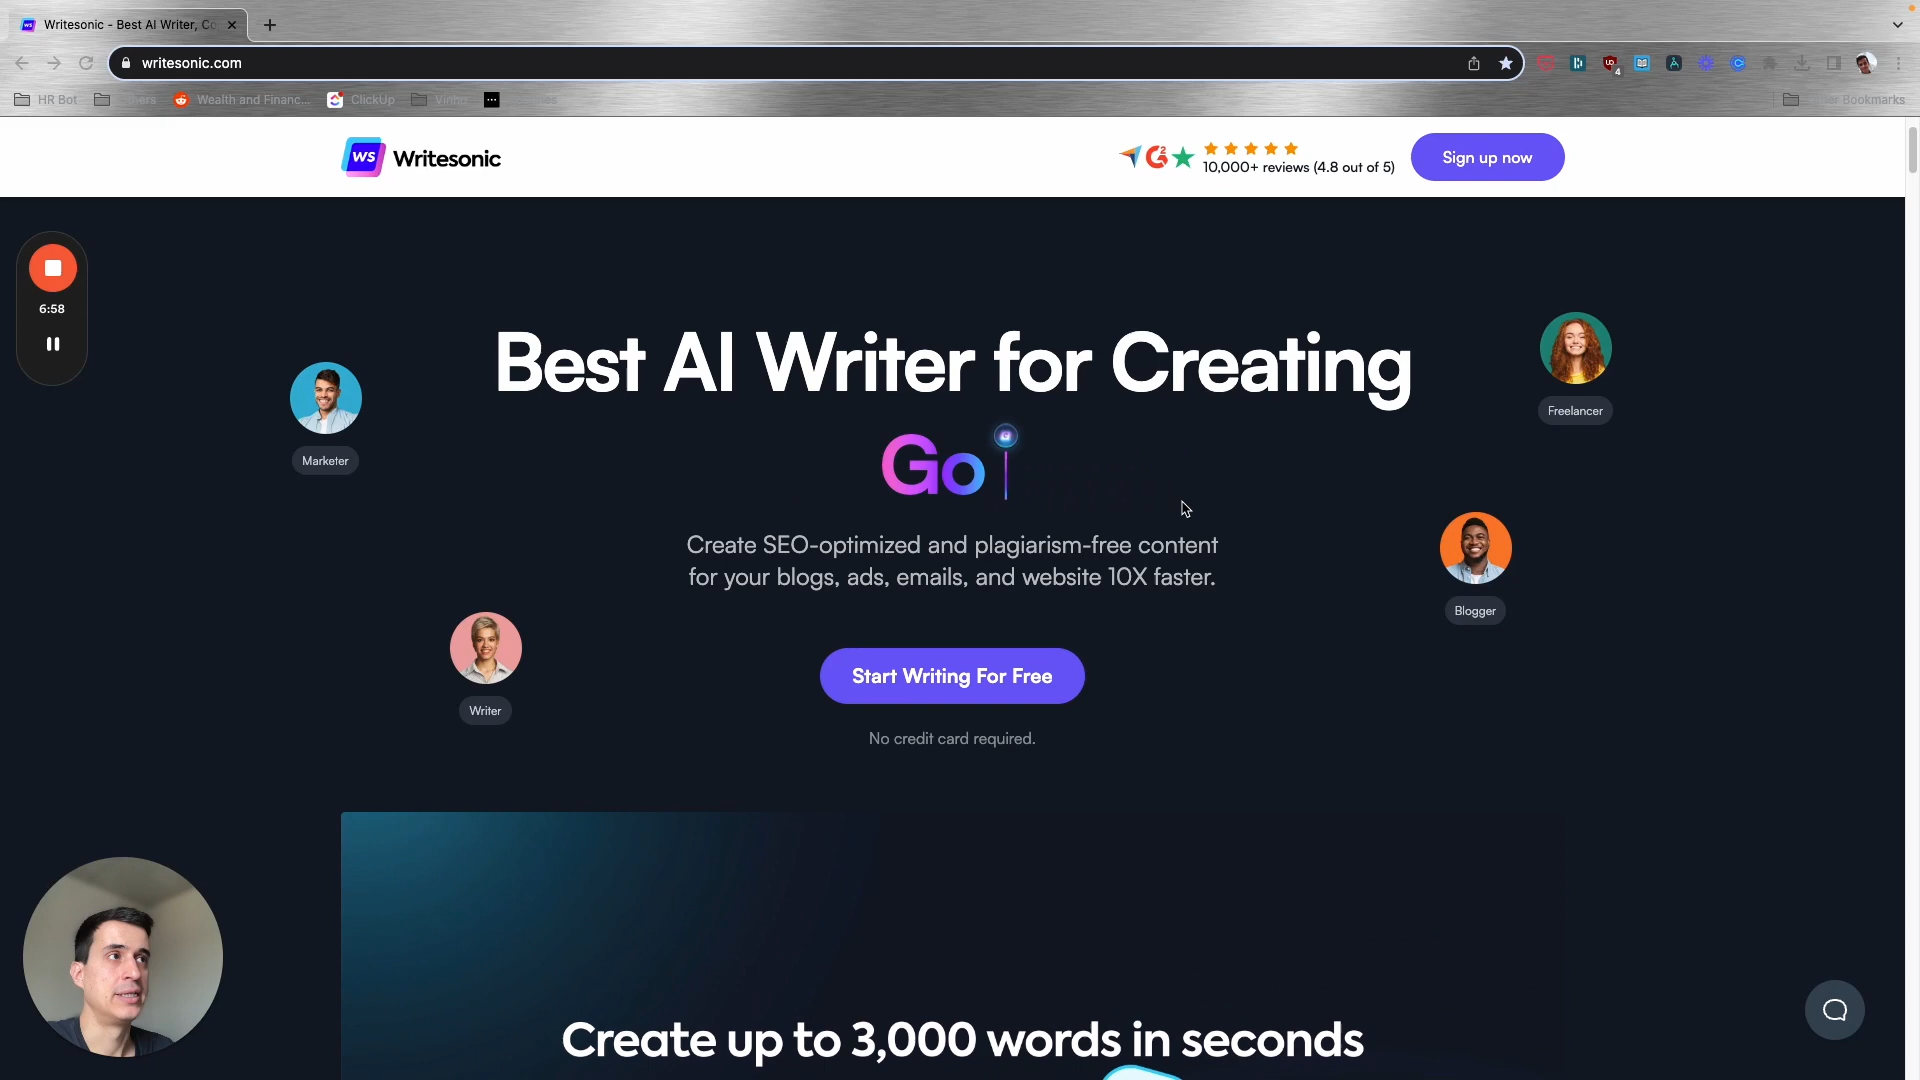 Writesonic - Best AI Writer, Co
writesonic.com
4
HR Bot
Wealth and Financ...
ClickUp
Bookmarks
WS Writesonic
G2
10,000+ reviews (4.8 out of 5)
Sign up now
6:58
Best AI Writer for Creating
Go
Freelancer
Marketer
Create SEO-optimized and plagiarism-free content
for your blogs, ads, emails, and website 10X faster.
Blogger
Start Writing For Free
Writer
No credit card required.
Create up to 3,000 words in seconds